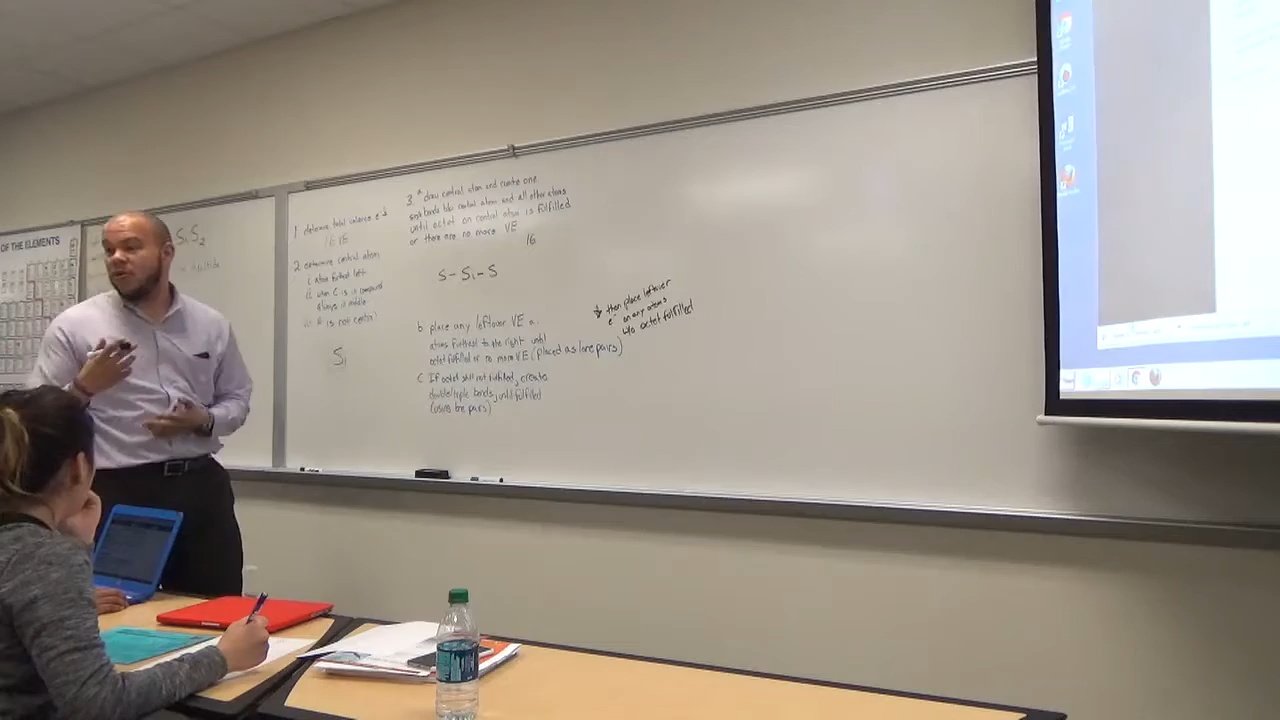 OF THE ELEMENTS
SiS2
1 determine total valence e-'s
16 VE
2. determine central atom
i atom furthest left
ii when C is in compound
always in middle
iii H is not central
Si
3. a draw central atom and create one
single bonds b/w central atom and all other atoms
until octet on central atom is fulfilled
or there are no more VE
16
S - Si - S
b place any leftover VE
atoms furthest to the right until
octet fulfilled or no more VE (placed as lone pairs)
then place leftover
e- on any atoms
w/o octet fulfilled
c If octet still not fulfilled, create
double/triple bonds, until fulfilled
(using lone pairs)